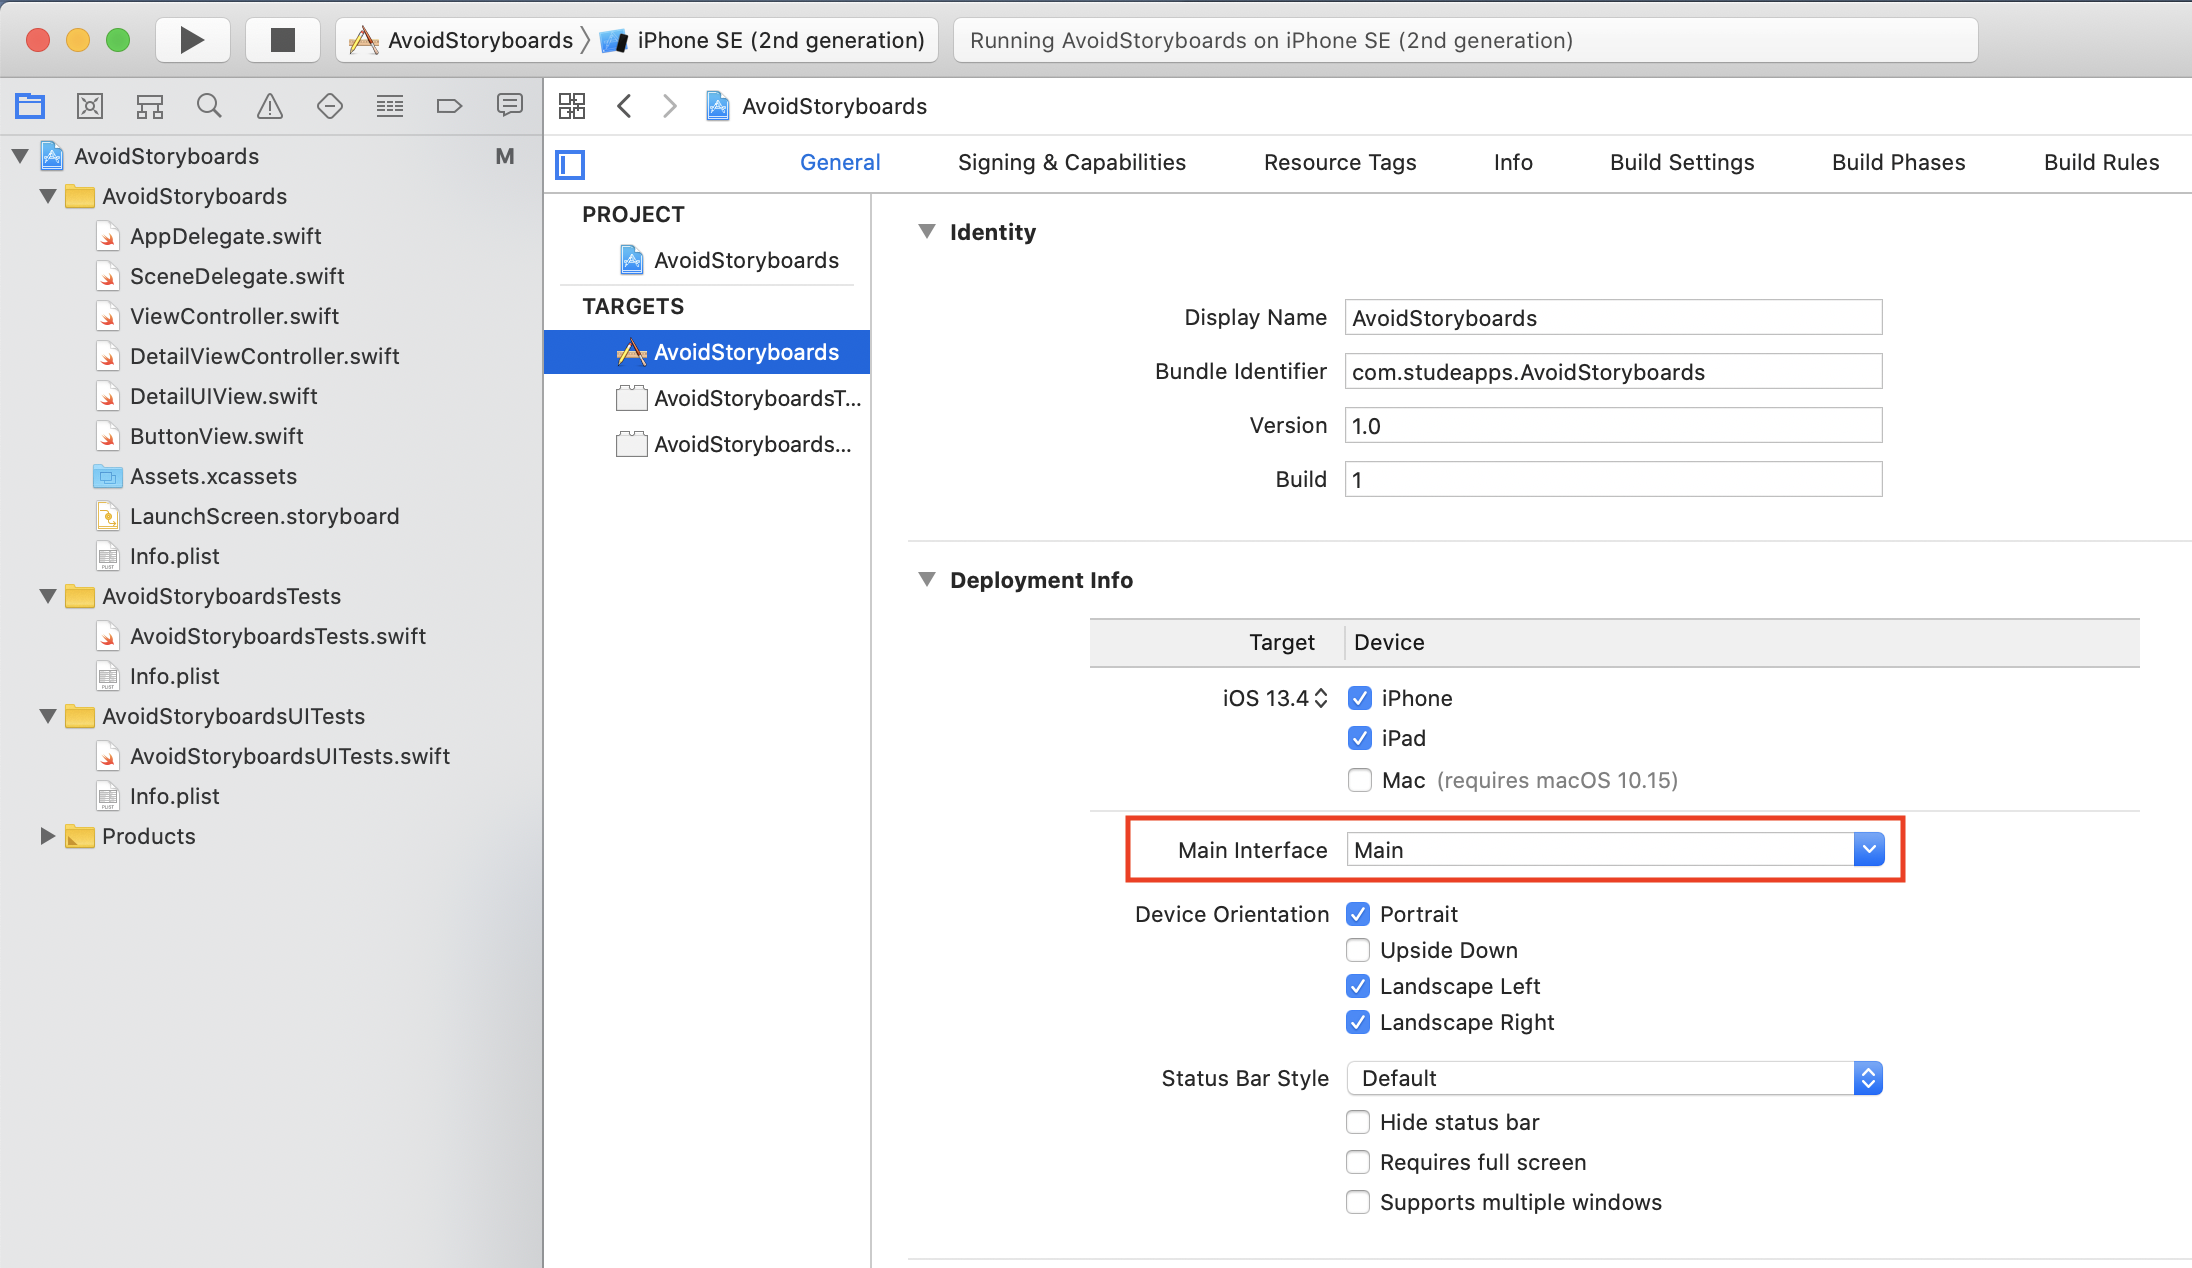 AvoidStoryboards
iPhone SE (2nd generation)
Running AvoidStoryboards on iPhone SE (2nd generation)
AvoidStoryboards
AvoidStoryboards
M
AvoidStoryboards
AppDelegate.swift
SceneDelegate.swift
ViewController.swift
DetailViewController.swift
DetailUIView.swift
ButtonView.swift
Assets.xcassets
LaunchScreen.storyboard
Info.plist
AvoidStoryboardsTests
AvoidStoryboardsTests.swift
Info.plist
AvoidStoryboardsUITests
AvoidStoryboardsUITests.swift
Info.plist
Products
General
Signing & Capabilities
Resource Tags
Info
Build Settings
Build Phases
Build Rules
PROJECT
AvoidStoryboards
TARGETS
AvoidStoryboards
AvoidStoryboardsT...
AvoidStoryboards...
Identity
Display Name
AvoidStoryboards
Bundle Identifier
com.studeapps.AvoidStoryboards
Version
1.0
Build
1
Deployment Info
Target
Device
iOS 13.4
iPhone
iPad
Mac (requires macOS 10.15)
Main Interface
Main
Device Orientation
Portrait
Upside Down
Landscape Left
Landscape Right
Status Bar Style
Default
Hide status bar
Requires full screen
Supports multiple windows